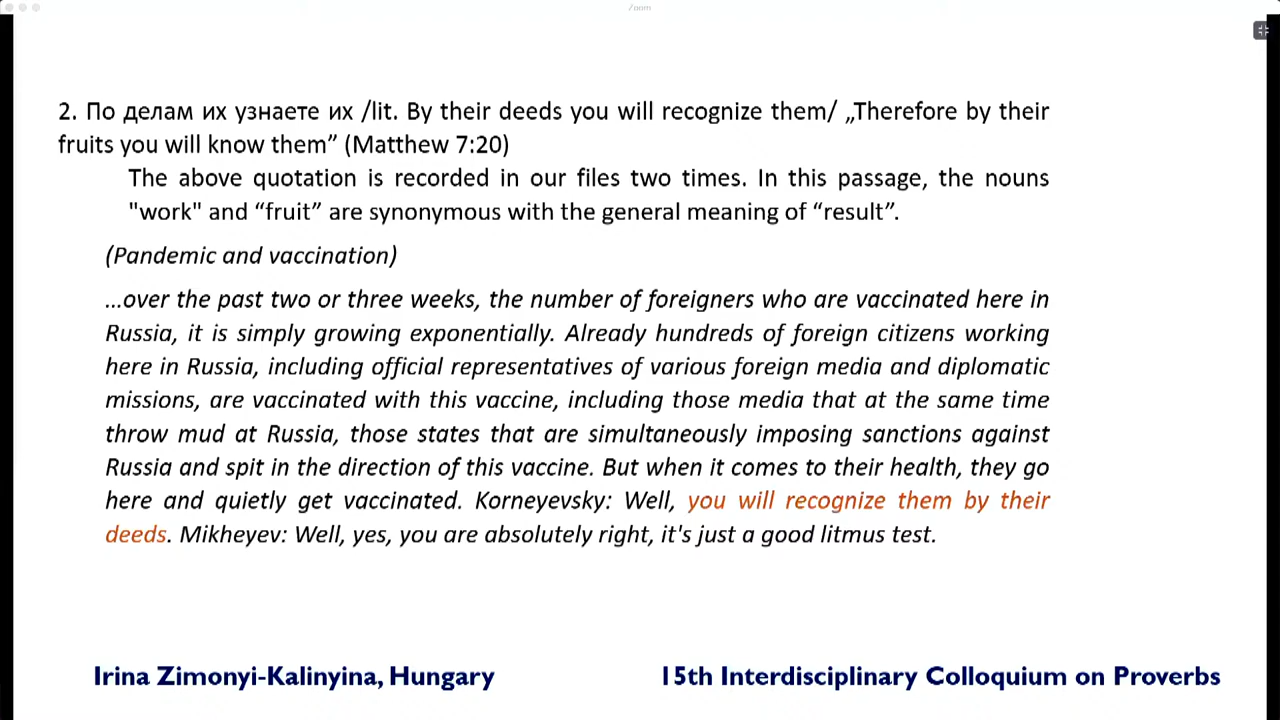 Zoom
2. По делам их узнаете их /lit. By their deeds you will recognize them/ „Therefore by their
fruits you will know them” (Matthew 7:20)
The above quotation is recorded in our files two times. In this passage, the nouns
"work" and “fruit” are synonymous with the general meaning of “result”.
(Pandemic and vaccination)
...over the past two or three weeks, the number of foreigners who are vaccinated here in
Russia, it is simply growing exponentially. Already hundreds of foreign citizens working
here in Russia, including official representatives of various foreign media and diplomatic
missions, are vaccinated with this vaccine, including those media that at the same time
throw mud at Russia, those states that are simultaneously imposing sanctions against
Russia and spit in the direction of this vaccine. But when it comes to their health, they go
here and quietly get vaccinated. Korneyevsky: Well, you will recognize them by their
deeds. Mikheyev: Well, yes, you are absolutely right, it's just a good litmus test.
Irina Zimonyi-Kalinyina, Hungary
15th Interdisciplinary Colloquium on Proverbs